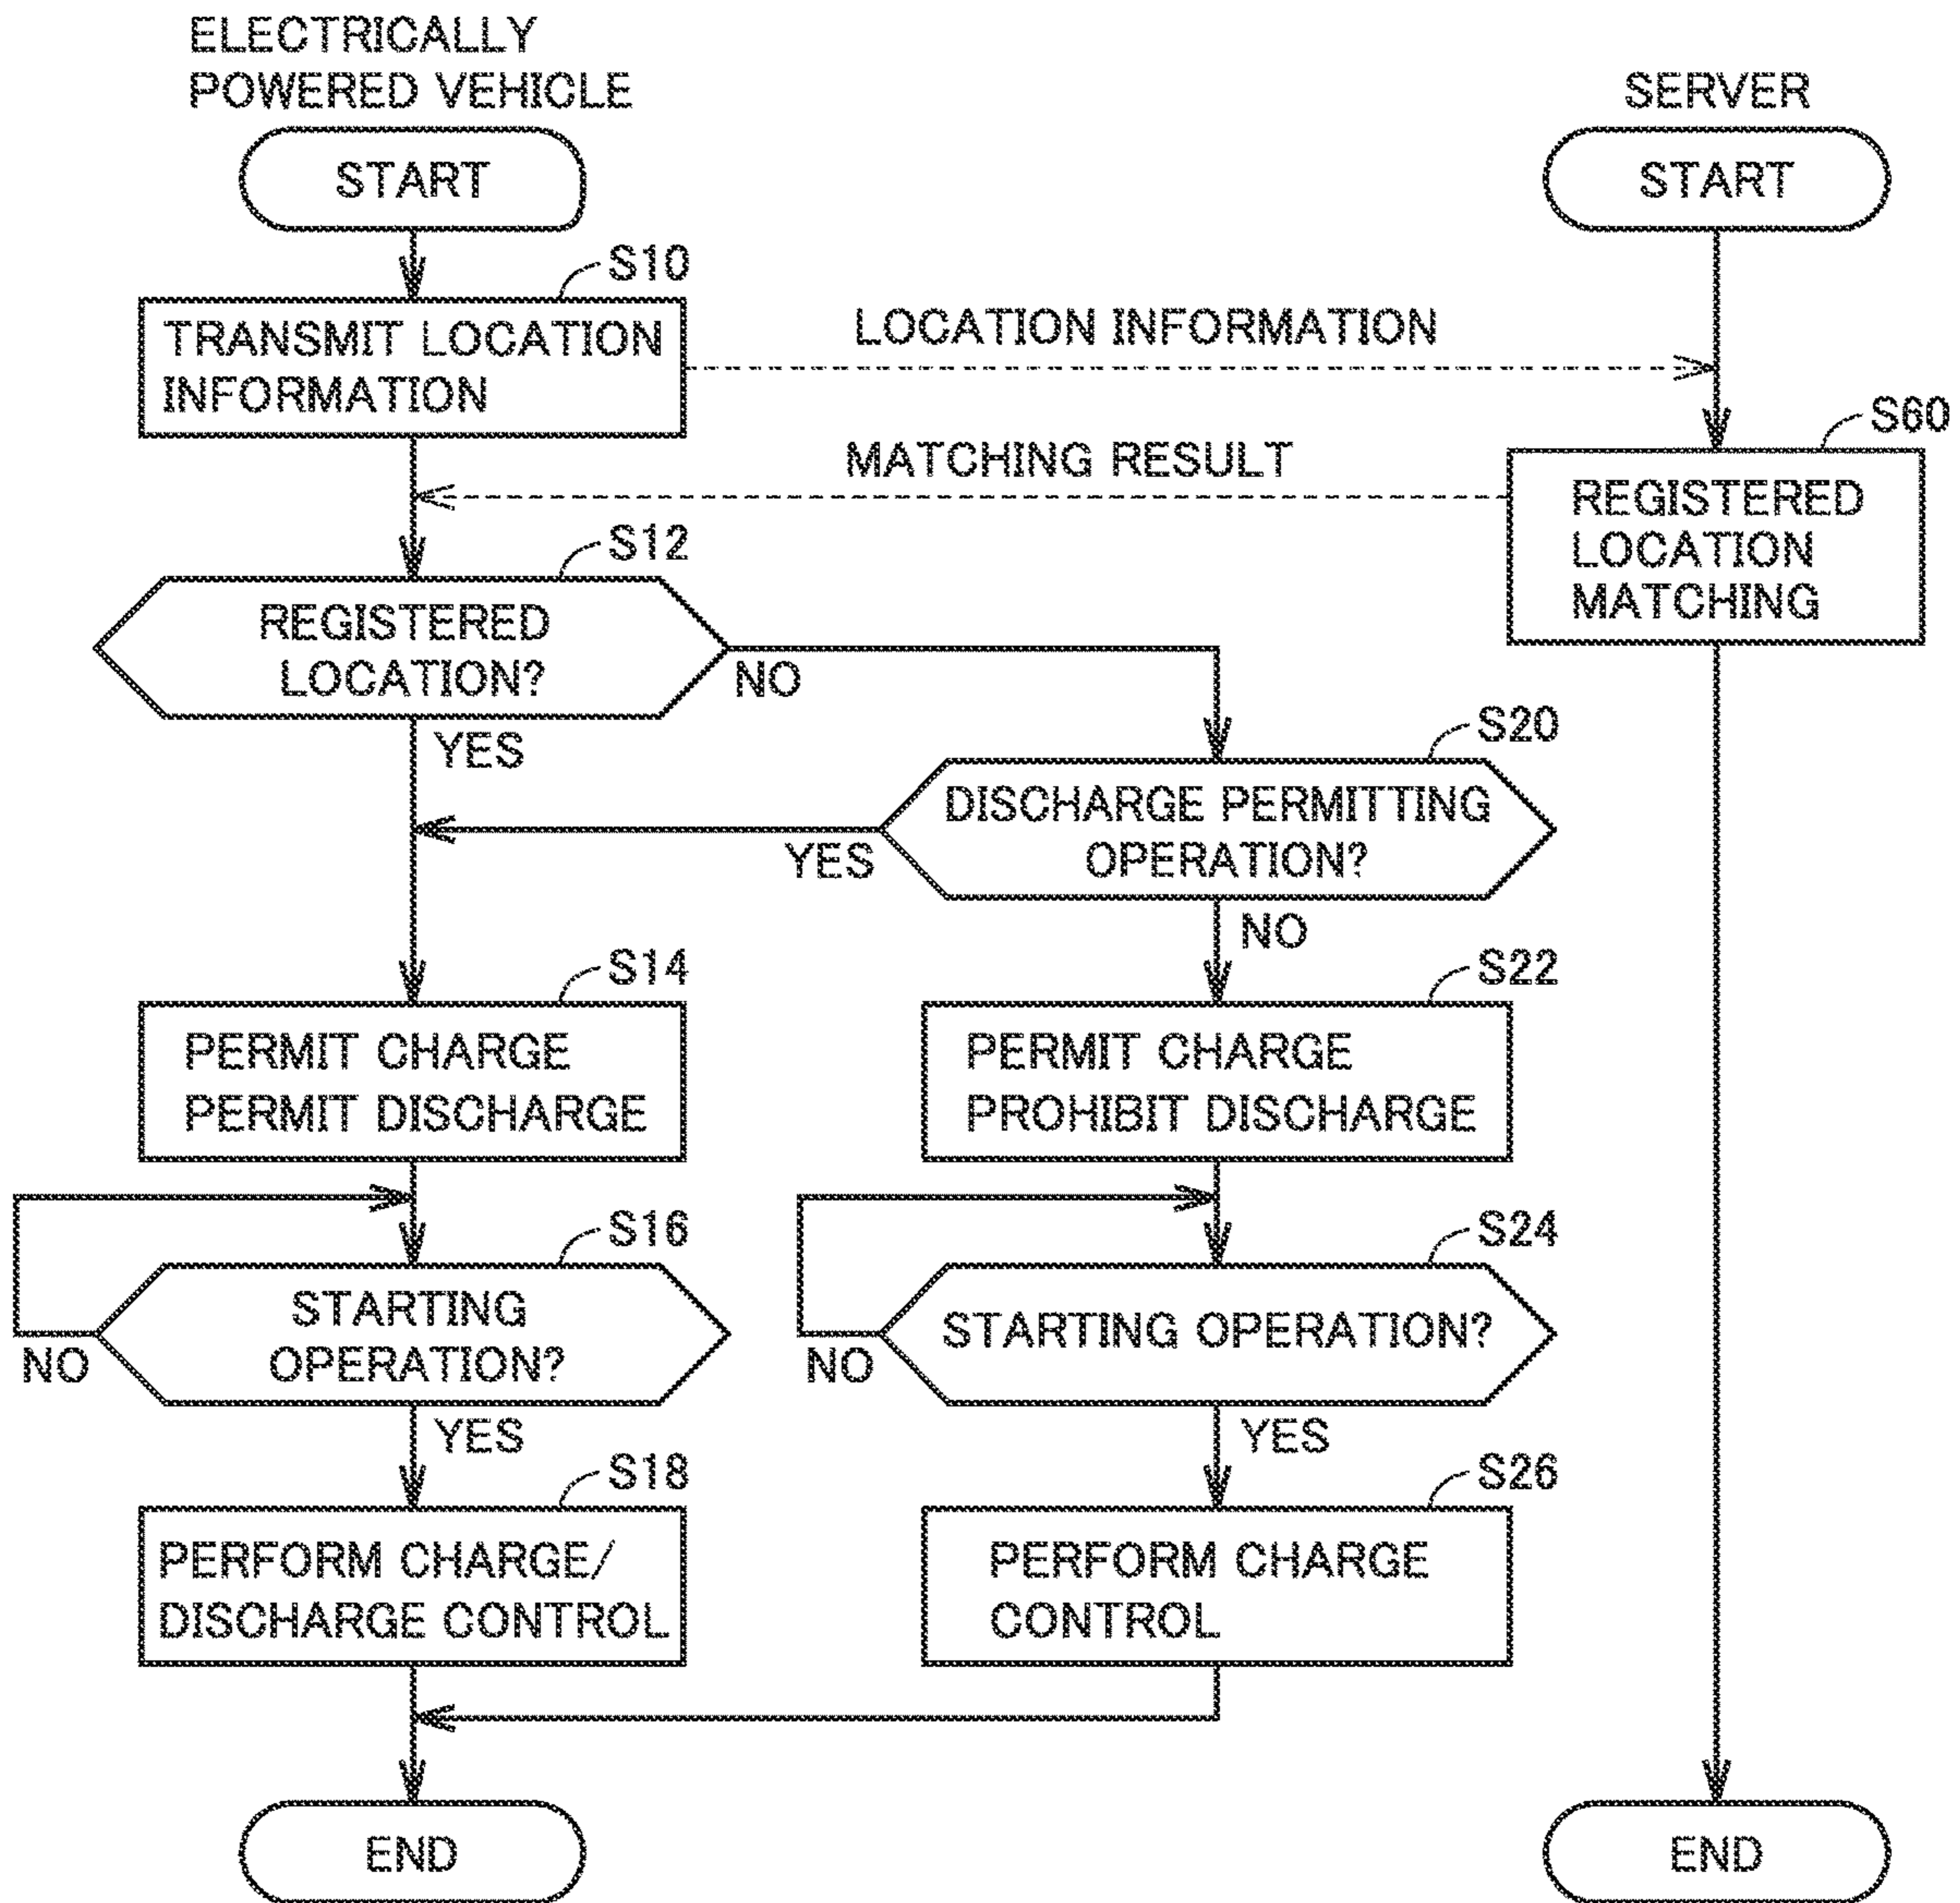 ELECTRICALLY
POWERED VEHICLE
SERVER
START
START
S10
TRANSMIT LOCATION
INFORMATION
LOCATION INFORMATION
S60
MATCHING RESULT
REGISTERED
LOCATION
MATCHING
S12
REGISTERED
LOCATION?
NO
YES
S20
DISCHARGE PERMITTING
OPERATION?
YES
NO
S14
PERMIT CHARGE
PERMIT DISCHARGE
S22
PERMIT CHARGE
PROHIBIT DISCHARGE
S16
STARTING
OPERATION?
NO
YES
S24
STARTING OPERATION?
NO
YES
S18
PERFORM CHARGE/
DISCHARGE CONTROL
S26
PERFORM CHARGE
CONTROL
END
END